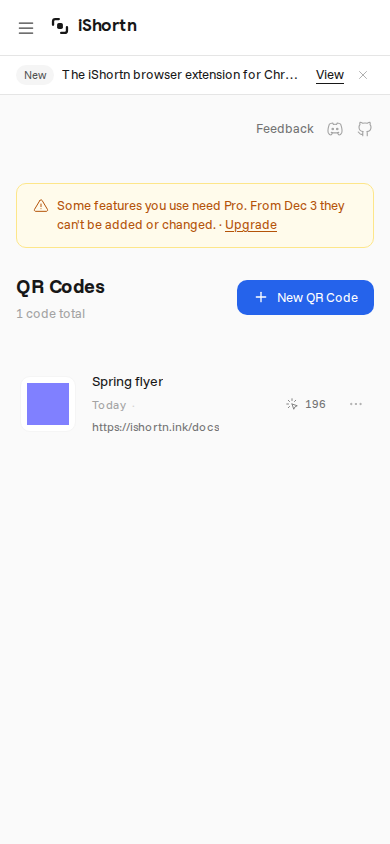 iShortn
New The iShortn browser extension for Chr... View
Feedback
Some features you use need Pro. From Dec 3 they
can't be added or changed. · Upgrade
QR Codes
New QR Code
1 code total
Spring flyer
Today ·
196
https://ishortn.ink/docs